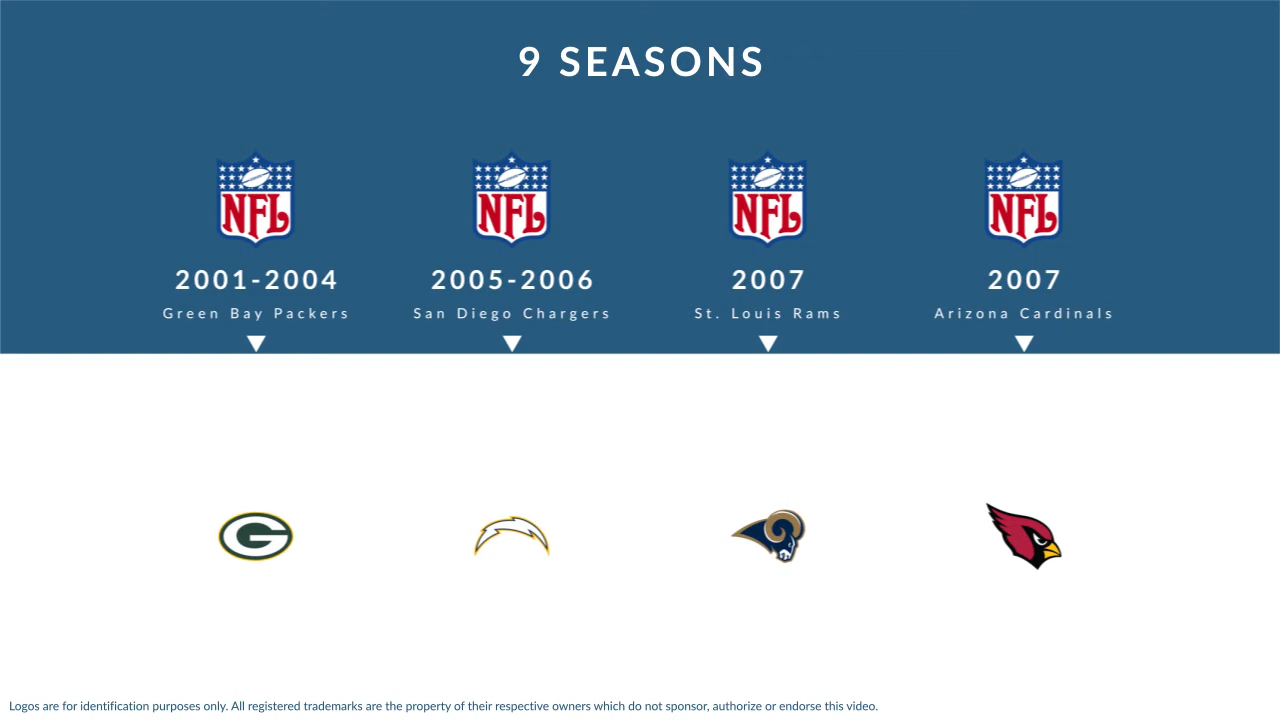 9 SEASONS
NFL NFL NFL NFL
2001-2004 2005-2006 2007 2007
Green Bay Packers San Diego Chargers St. Louis Rams Arizona Cardinals
G
Logos are for identification purposes only. All registered trademarks are the property of their respective owners which do not sponsor, authorize or endorse this video.